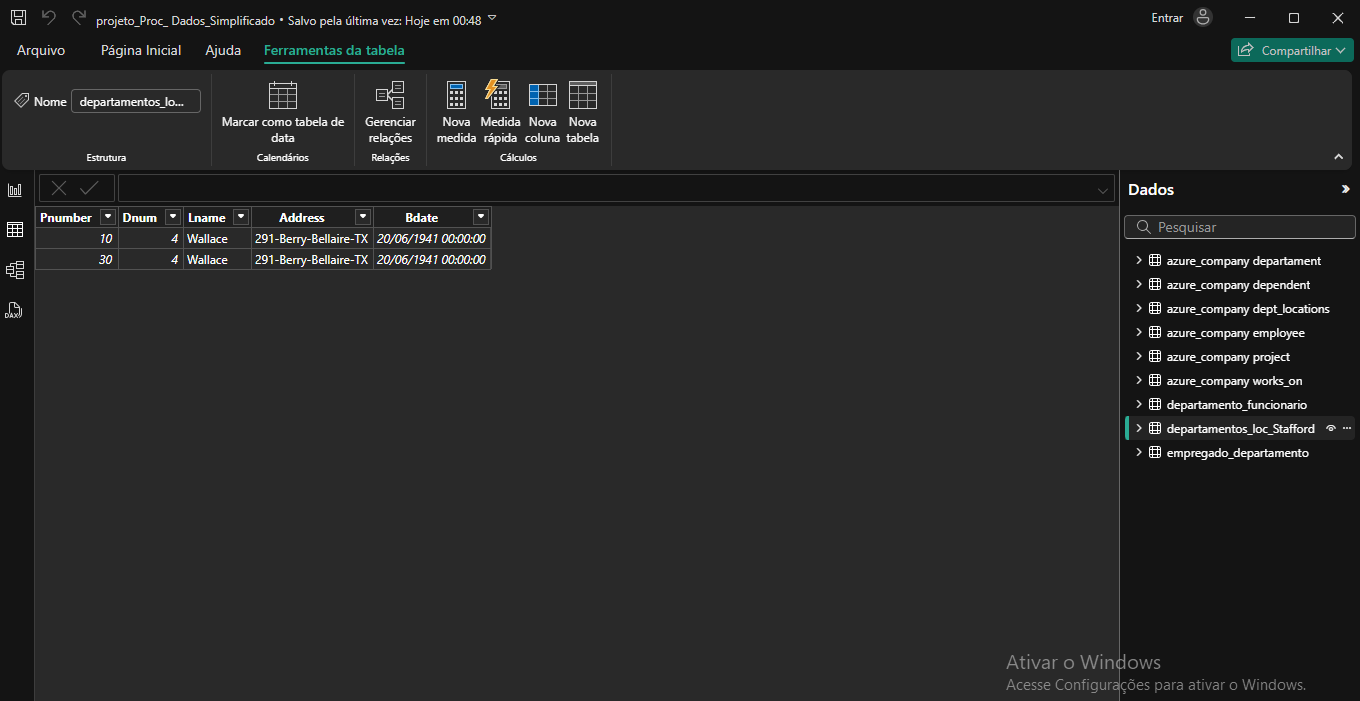 projeto_Proc_ Dados_Simplificado • Salvo pela última vez: Hoje em 00:48
Entrar
Arquivo Página Inicial Ajuda Ferramentas da tabela
Compartilhar
Nome departamentos_lo...
Estrutura
Marcar como tabela de
data
Calendários
Gerenciar
relações
Relações
Nova
medida
Medida
rápida
Nova
coluna
Nova
tabela
Cálculos
DAX
Pnumber Dnum Lname Address Bdate
10 4 Wallace 291-Berry-Bellaire-TX 20/06/1941 00:00:00
30 4 Wallace 291-Berry-Bellaire-TX 20/06/1941 00:00:00
Dados
Pesquisar
azure_company departament
azure_company dependent
azure_company dept_locations
azure_company employee
azure_company project
azure_company works_on
departamento_funcionario
departamentos_loc_Stafford
empregado_departamento
Ativar o Windows
Acesse Configurações para ativar o Windows.